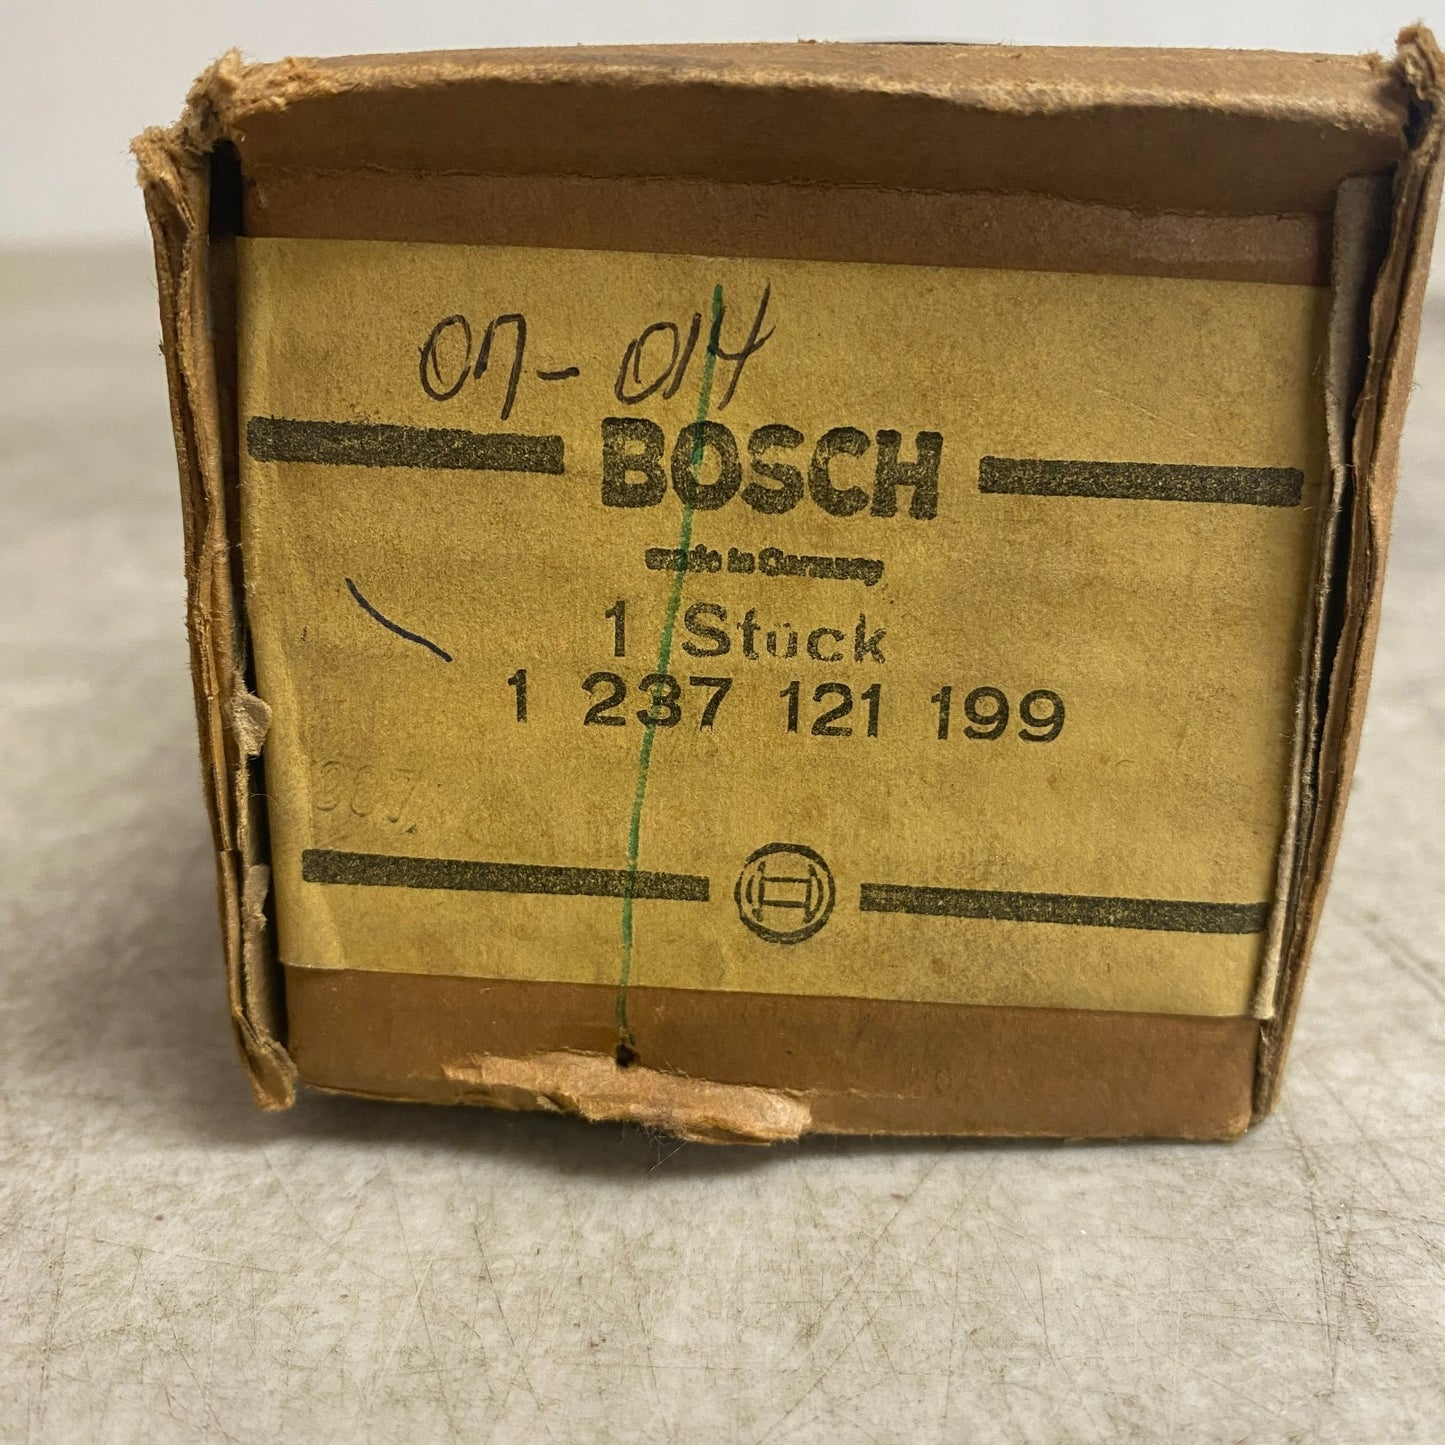 07-014
BOSCH
made in Germany
1 Stück
1 237 121 199